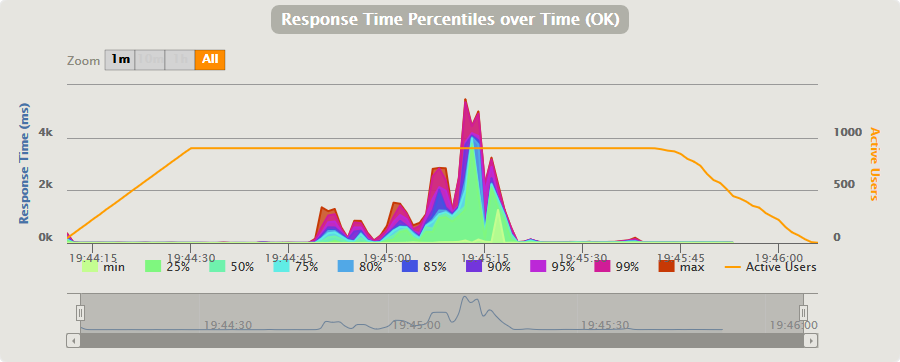 Response Time Percentiles over Time (OK)
Zoom 1m 10m 1h All
Response Time (ms)
4k
2k
0k
1000
500
0
Active Users
19:44:15 19:44:30 19:44:45 19:45:00 19:45:15 19:45:30 19:45:45 19:46:00
min 25% 50% 75% 80% 85% 90% 95% 99% max Active Users
19:44:30 19:45:00 19:45:30 19:46:00